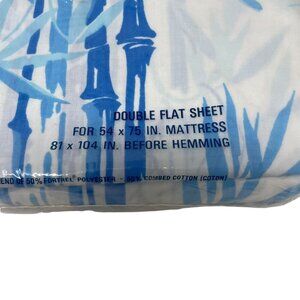 DOUBLE FLAT SHEET
FOR 54 x 75 IN. MATTRESS
81 x 104 IN. BEFORE HEMMING
END OF 50% FORTREL® POLYESTER - 50% COMBED COTTON (COTON)